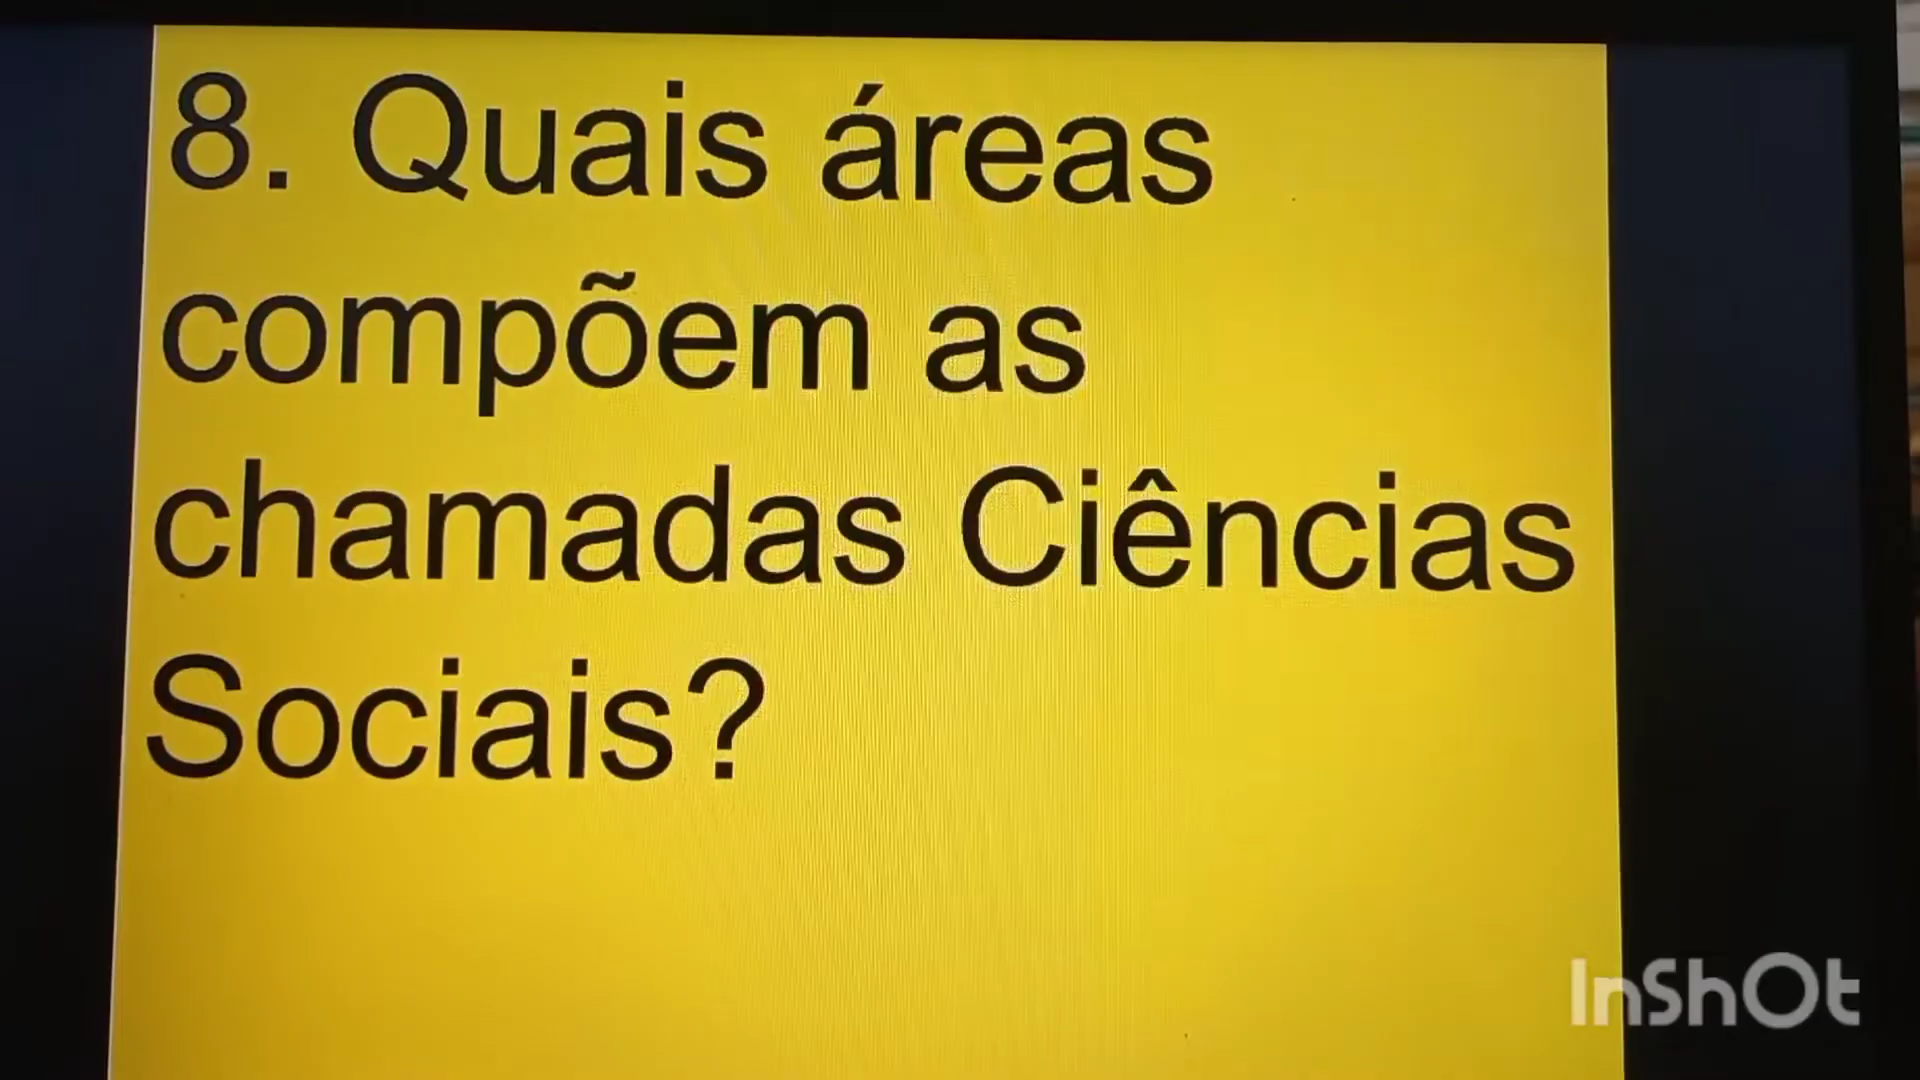 8. Quais áreas
compõem as
chamadas Ciências
Sociais?
InShOt